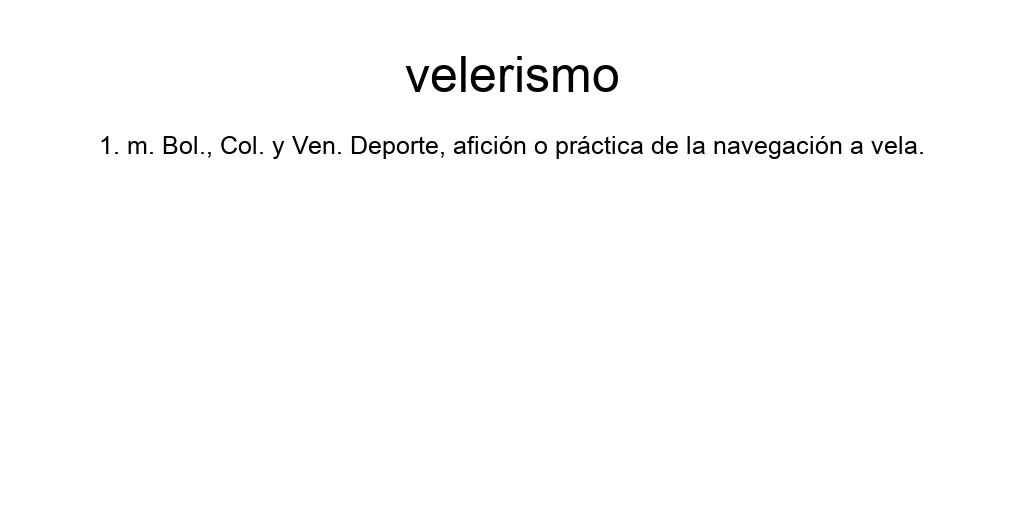 velerismo
1. m. Bol., Col. y Ven. Deporte, afición o práctica de la navegación a vela.